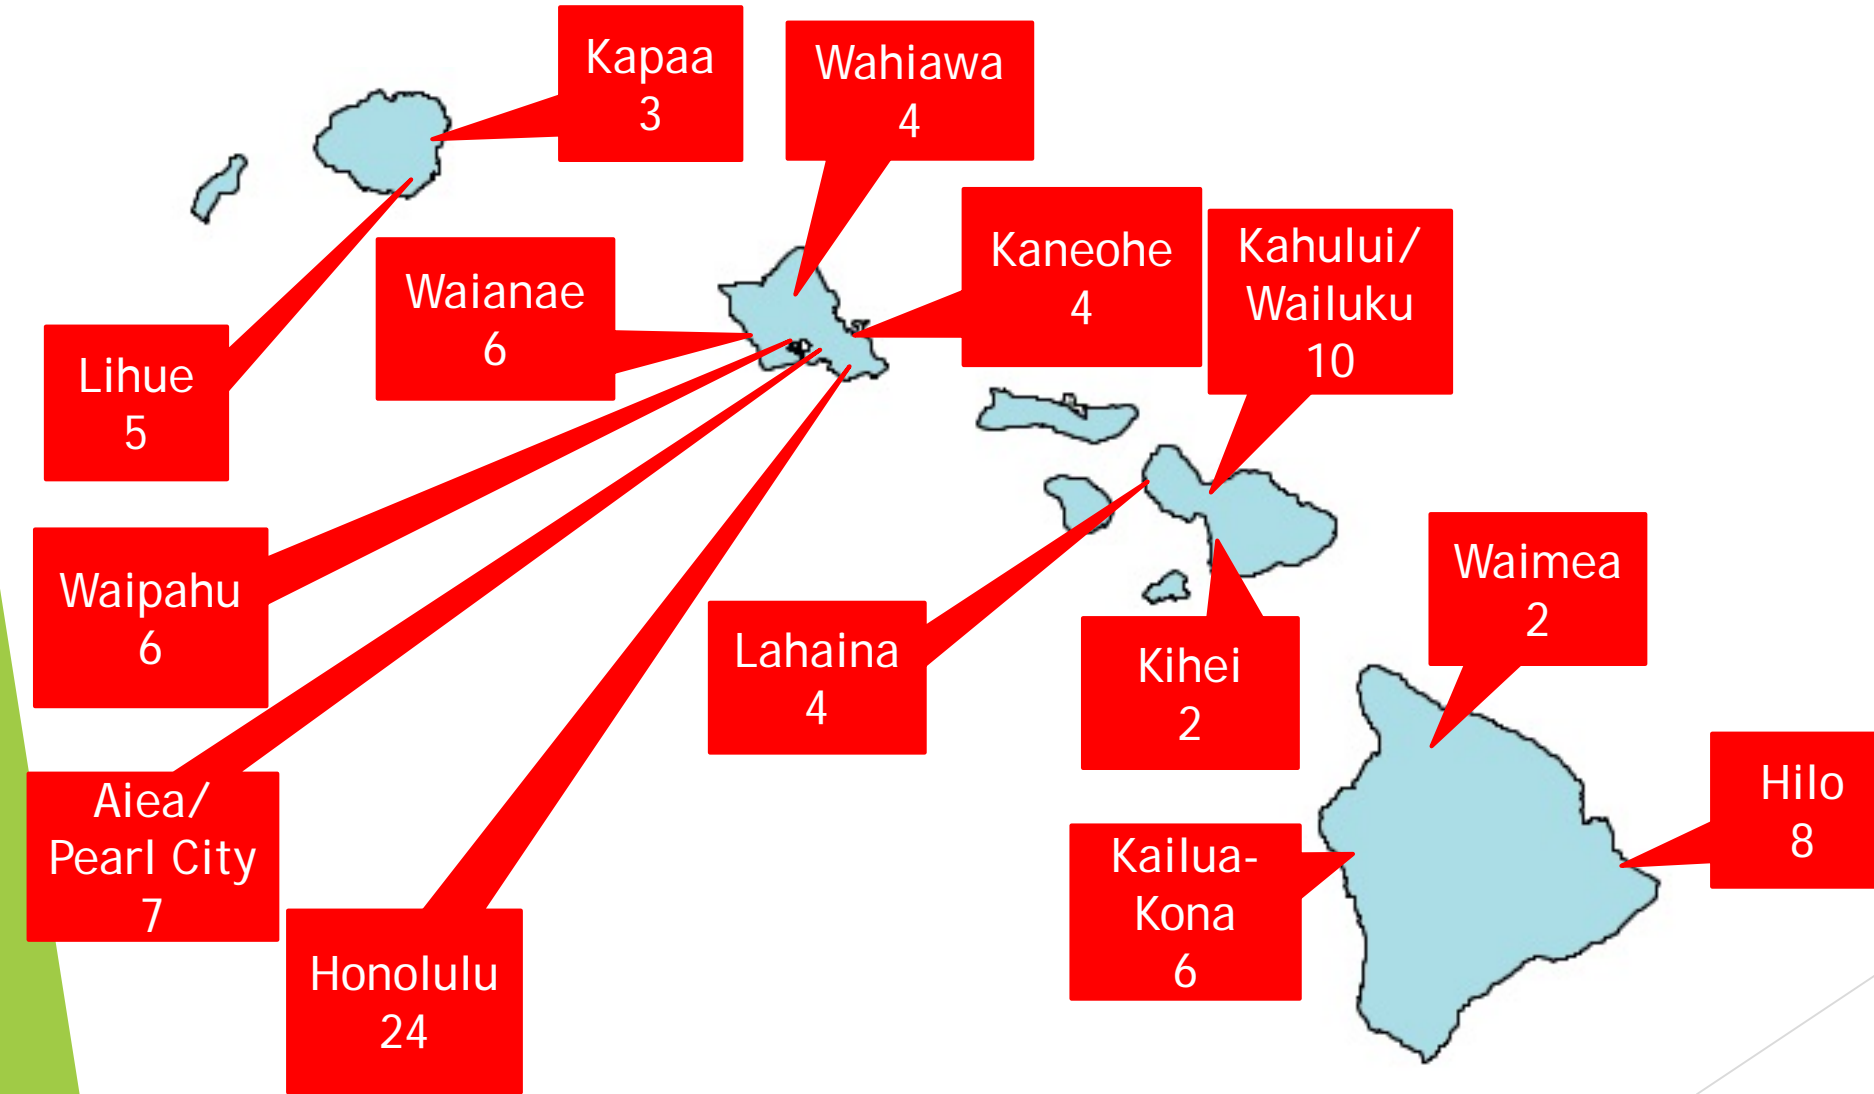 Kapaa
3
Wahiawa
4
Kaneohe
4
Kahului/
Wailuku
10
Waianae
6
Lihue
5
Waipahu
6
Lahaina
4
Kihei
2
Waimea
2
Aiea/
Pearl City
7
Honolulu
24
Kailua-
Kona
6
Hilo
8